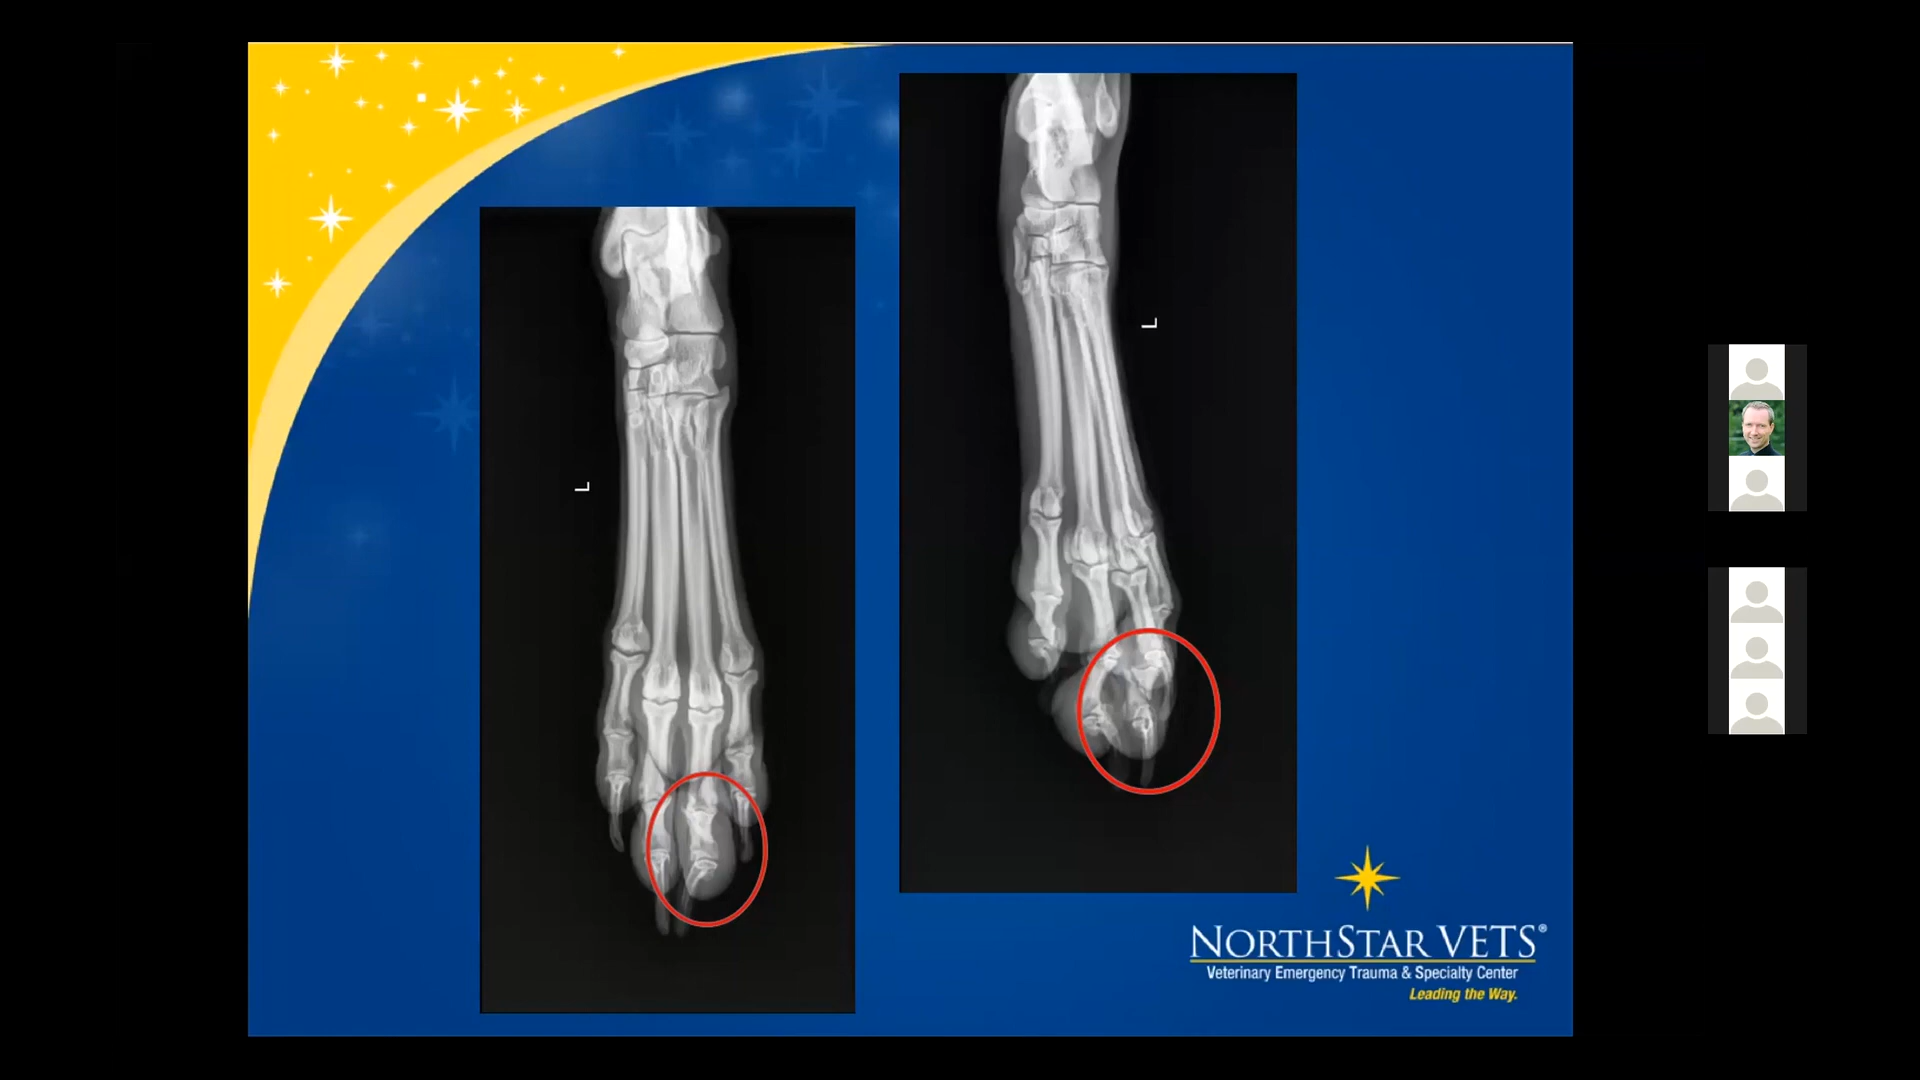 L
L
NORTHSTAR VETS®
Veterinary Emergency Trauma & Specialty Center
Leading the Way.